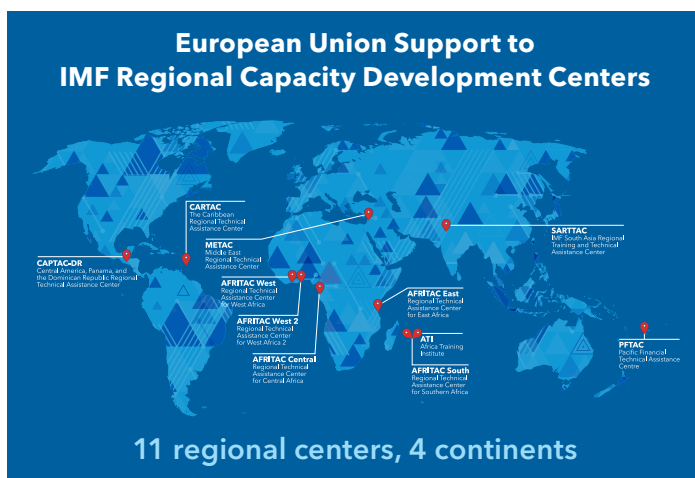 European Union Support to
IMF Regional Capacity Development Centers
CARTAC
The Caribbean
Regional Technical
Assistance Center
METAC
Middle East
Regional Technical
Assistance Center
SARTTAC
IMF South Asia Regional
Training and Technical
Assistance Center
CAPTAC-DR
Central America, Panama, and
the Dominican Republic Regional
Technical Assistance Center
AFRITAC West
Regional Technical
Assistance Center
for West Africa
AFRITAC East
Regional Technical
Assistance Center
for East Africa
AFRITAC West 2
Regional Technical
Assistance Center
for West Africa 2
ATI
Africa Training
Institute
PFTAC
Pacific Financial
Technical Assistance
Centre
AFRITAC Central
Regional Technical
Assistance Center
for Central Africa
AFRITAC South
Regional Technical
Assistance Center
for Southern Africa
11 regional centers, 4 continents